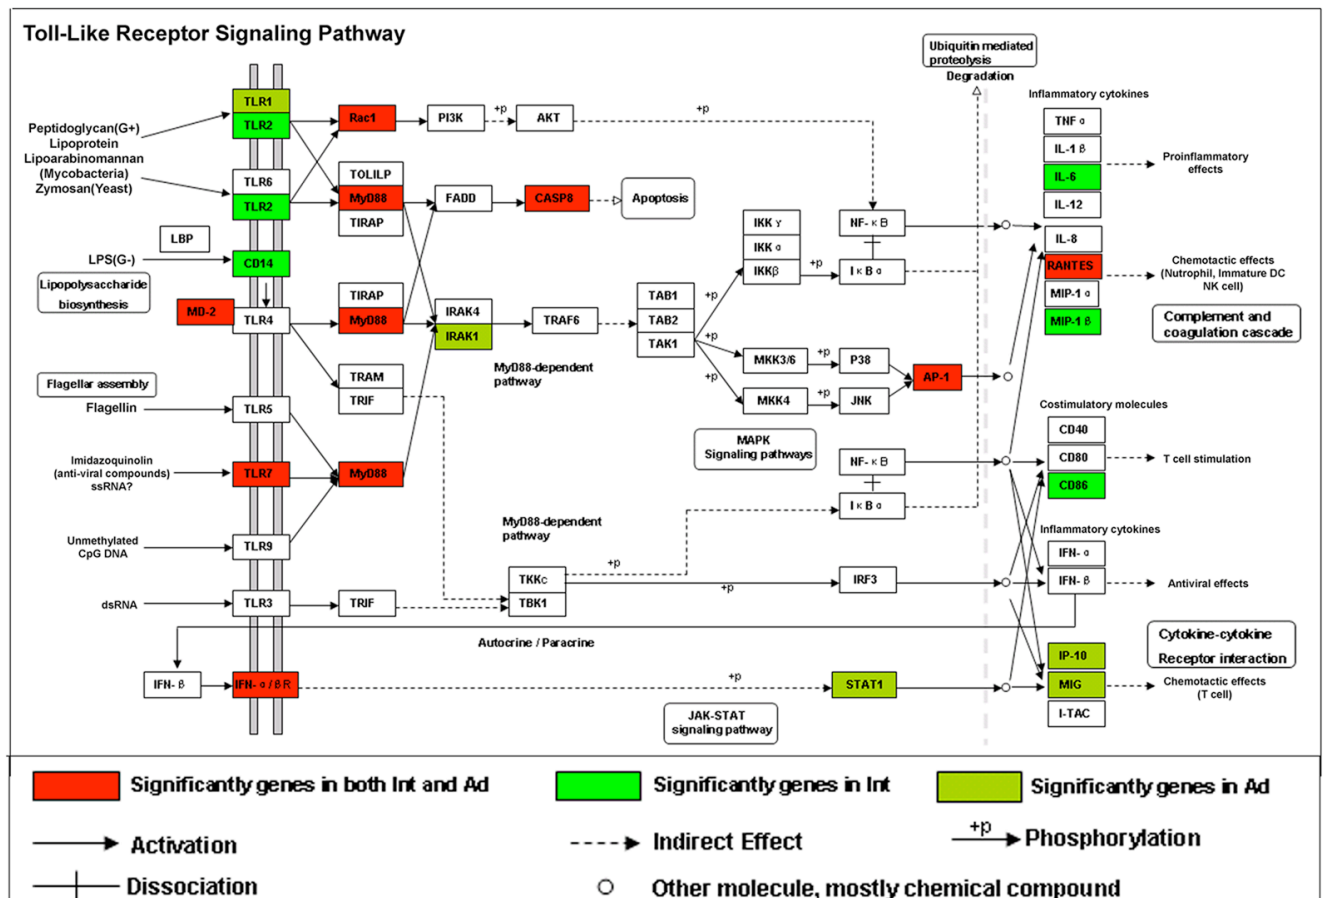 Toll-Like Receptor Signaling Pathway
Ubiquitin mediated
proteolysis
Degradation
Inflammatory cytokines
TLR1
TLR2
Rac1
PI3K
+p
AKT
+p
TNF α
Peptidoglycan(G+)
Lipoprotein
Lipoarabinomannan
(Mycobacteria)
Zymosan(Yeast)
IL-1 β
IL-6
IL-12
Proinflammatory
effects
TLR6
TLR2
TOLILP
MyD88
TIRAP
FADD
CASP8
Apoptosis
IKK γ
IKK α
IKKβ
+p
NF-κB
IκBα
IL-8
RANTES
MIP-1 α
MIP-1 β
Chemotactic effects
(Nutrophil, Immature DC
NK cell)
LBP
LPS(G-)
CD14
Lipopolysaccharide
biosynthesis
MD-2
TLR4
TIRAP
MyD88
IRAK4
IRAK1
TRAF6
TAB1
TAB2
TAK1
+p
+p
+p
Complement and
coagulation cascade
MyD88-dependent
pathway
MKK3/6
+p
P38
MKK4
+p
JNK
AP-1
TRAM
TRIF
Flagellar assembly
Flagellin
TLR5
MAPK
Signaling pathways
Costimulatory molecules
CD40
CD80
CD86
T cell stimulation
Imidazoquinolin
(anti-viral compounds)
ssRNA?
TLR7
MyD88
NF-κB
IκBα
MyD88-dependent
pathway
Inflammatory cytokines
Unmethylated
CpG DNA
TLR9
IFN-α
IFN-β
Antiviral effects
+p
TKKc
TBK1
+p
IRF3
dsRNA
TLR3
TRIF
Autocrine / Paracrine
Cytokine-cytokine
Receptor interaction
IFN-β
IFN-α/βR
+p
STAT1
IP-10
MIG
I-TAC
Chemotactic effects
(T cell)
JAK-STAT
signaling pathway
Significantly genes in both Int and Ad
Significantly genes in Int
Significantly genes in Ad
Activation
Indirect Effect
+p
Phosphorylation
Dissociation
Other molecule, mostly chemical compound